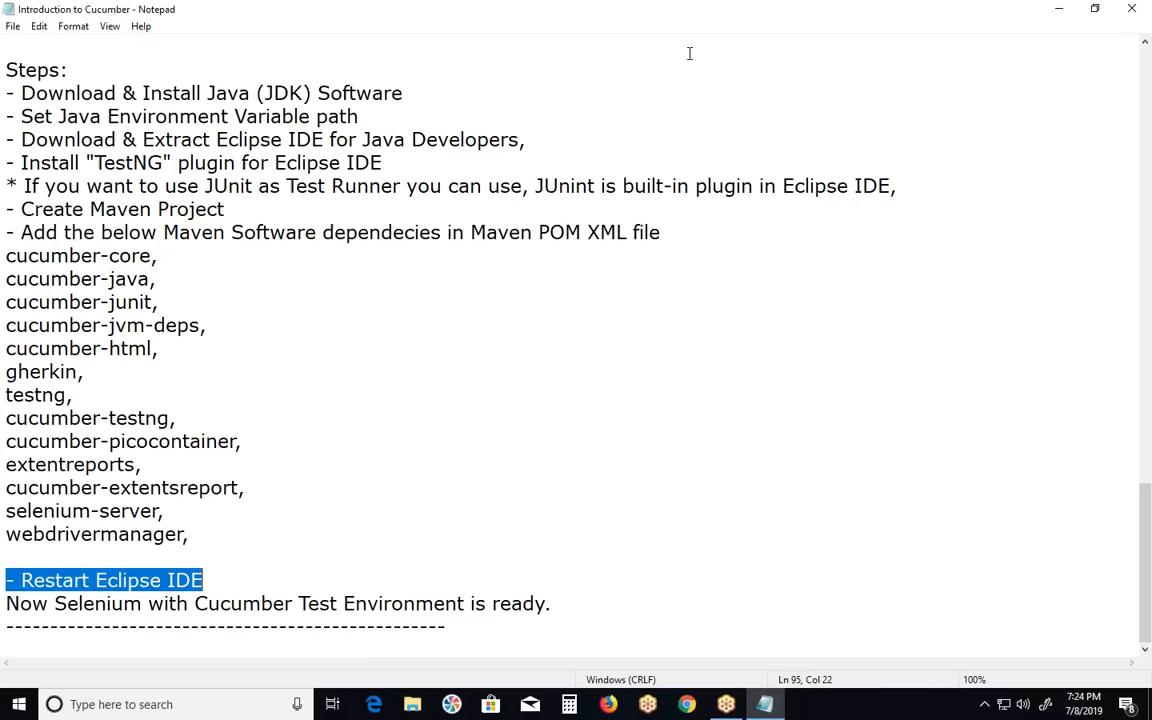 Introduction to Cucumber - Notepad
File Edit Format View Help
Steps:
- Download & Install Java (JDK) Software
- Set Java Environment Variable path
- Download & Extract Eclipse IDE for Java Developers,
- Install "TestNG" plugin for Eclipse IDE
* If you want to use JUnit as Test Runner you can use, JUnint is built-in plugin in Eclipse IDE,
- Create Maven Project
- Add the below Maven Software dependecies in Maven POM XML file
cucumber-core,
cucumber-java,
cucumber-junit,
cucumber-jvm-deps,
cucumber-html,
gherkin,
testng,
cucumber-testng,
cucumber-picocontainer,
extentreports,
cucumber-extentsreport,
selenium-server,
webdrivermanager,
- Restart Eclipse IDE
Now Selenium with Cucumber Test Environment is ready.
--------------------------------------------------
Windows (CRLF) Ln 95, Col 22 100%
Type here to search
7:24 PM
7/8/2019
8